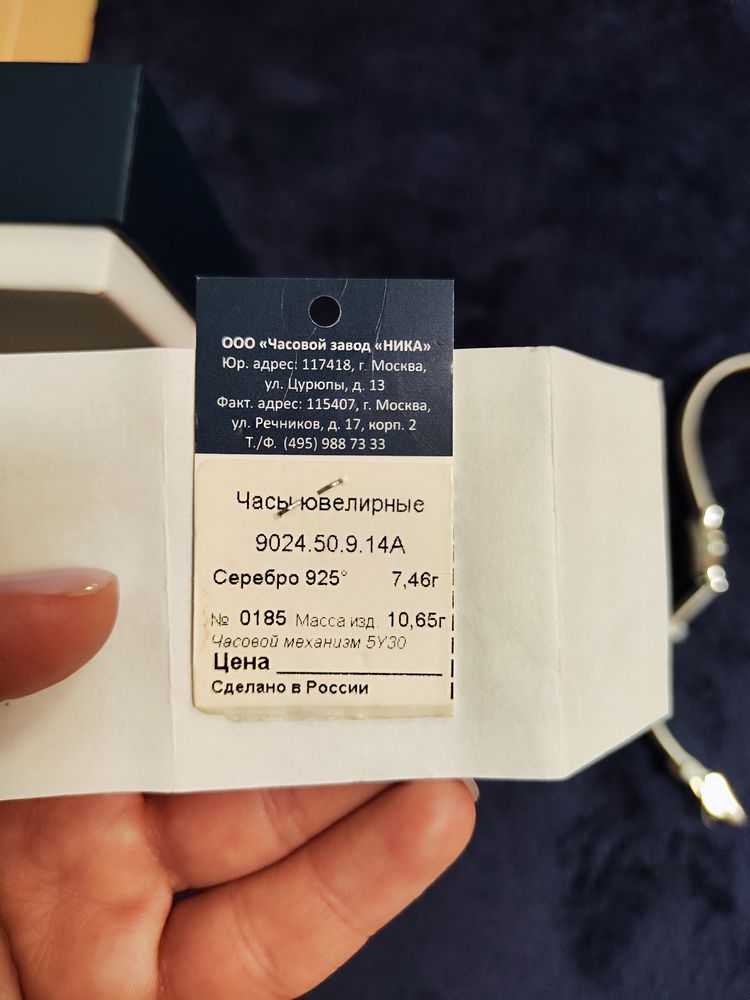 ООО «Часовой завод «НИКА»
Юр. адрес: 117418, г. Москва,
ул. Цурюпы, д. 13
Факт. адрес: 115407, г. Москва,
ул. Речников, д. 17, корп. 2
Т./Ф. (495) 988 73 33
Часы ювелирные
9024.50.9.14А
Серебро 925° 7,46г
№ 0185 Масса изд. 10,65г
Часовой механизм 5Y30
Цена
Сделано в России